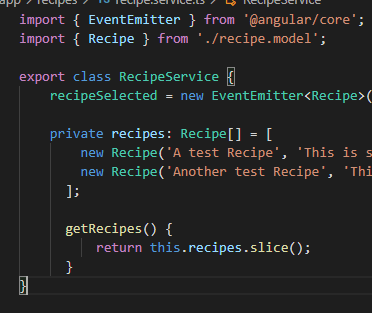 app > recipes > TS recipe.service.ts > RecipeService
import { EventEmitter } from '@angular/core';
import { Recipe } from './recipe.model';
export class RecipeService {
recipeSelected = new EventEmitter<Recipe>(
private recipes: Recipe[] = [
new Recipe('A test Recipe', 'This is s
new Recipe('Another test Recipe', 'Thi
];
getRecipes() {
return this.recipes.slice();
}
}